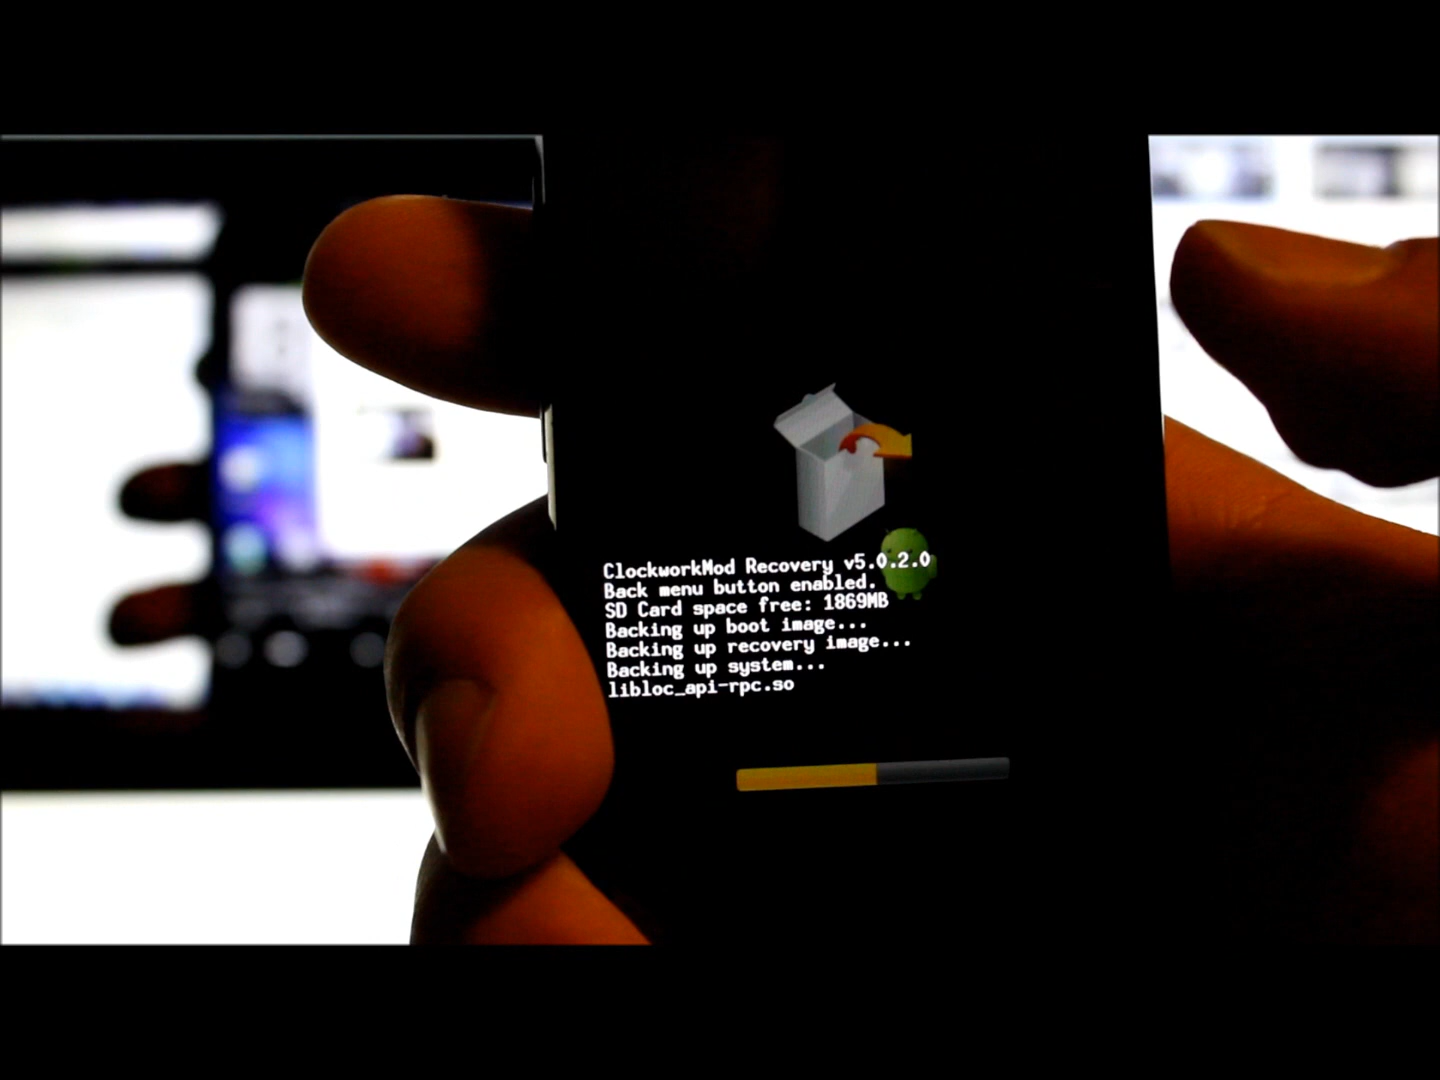 ClockworkMod Recovery v5.0.2.0
Back menu button enabled.
SD Card space free: 1869MB
Backing up boot image...
Backing up recovery image...
Backing up system...
libloc_api-rpc.so